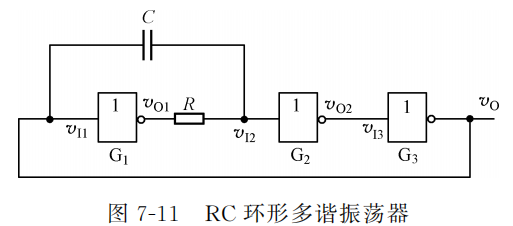 C
1 v_O1 R 1 v_O2 1 v_O
v_I1 v_I2 v_I3
G_1 G_2 G_3
图 7-11 RC 环形多谐振荡器